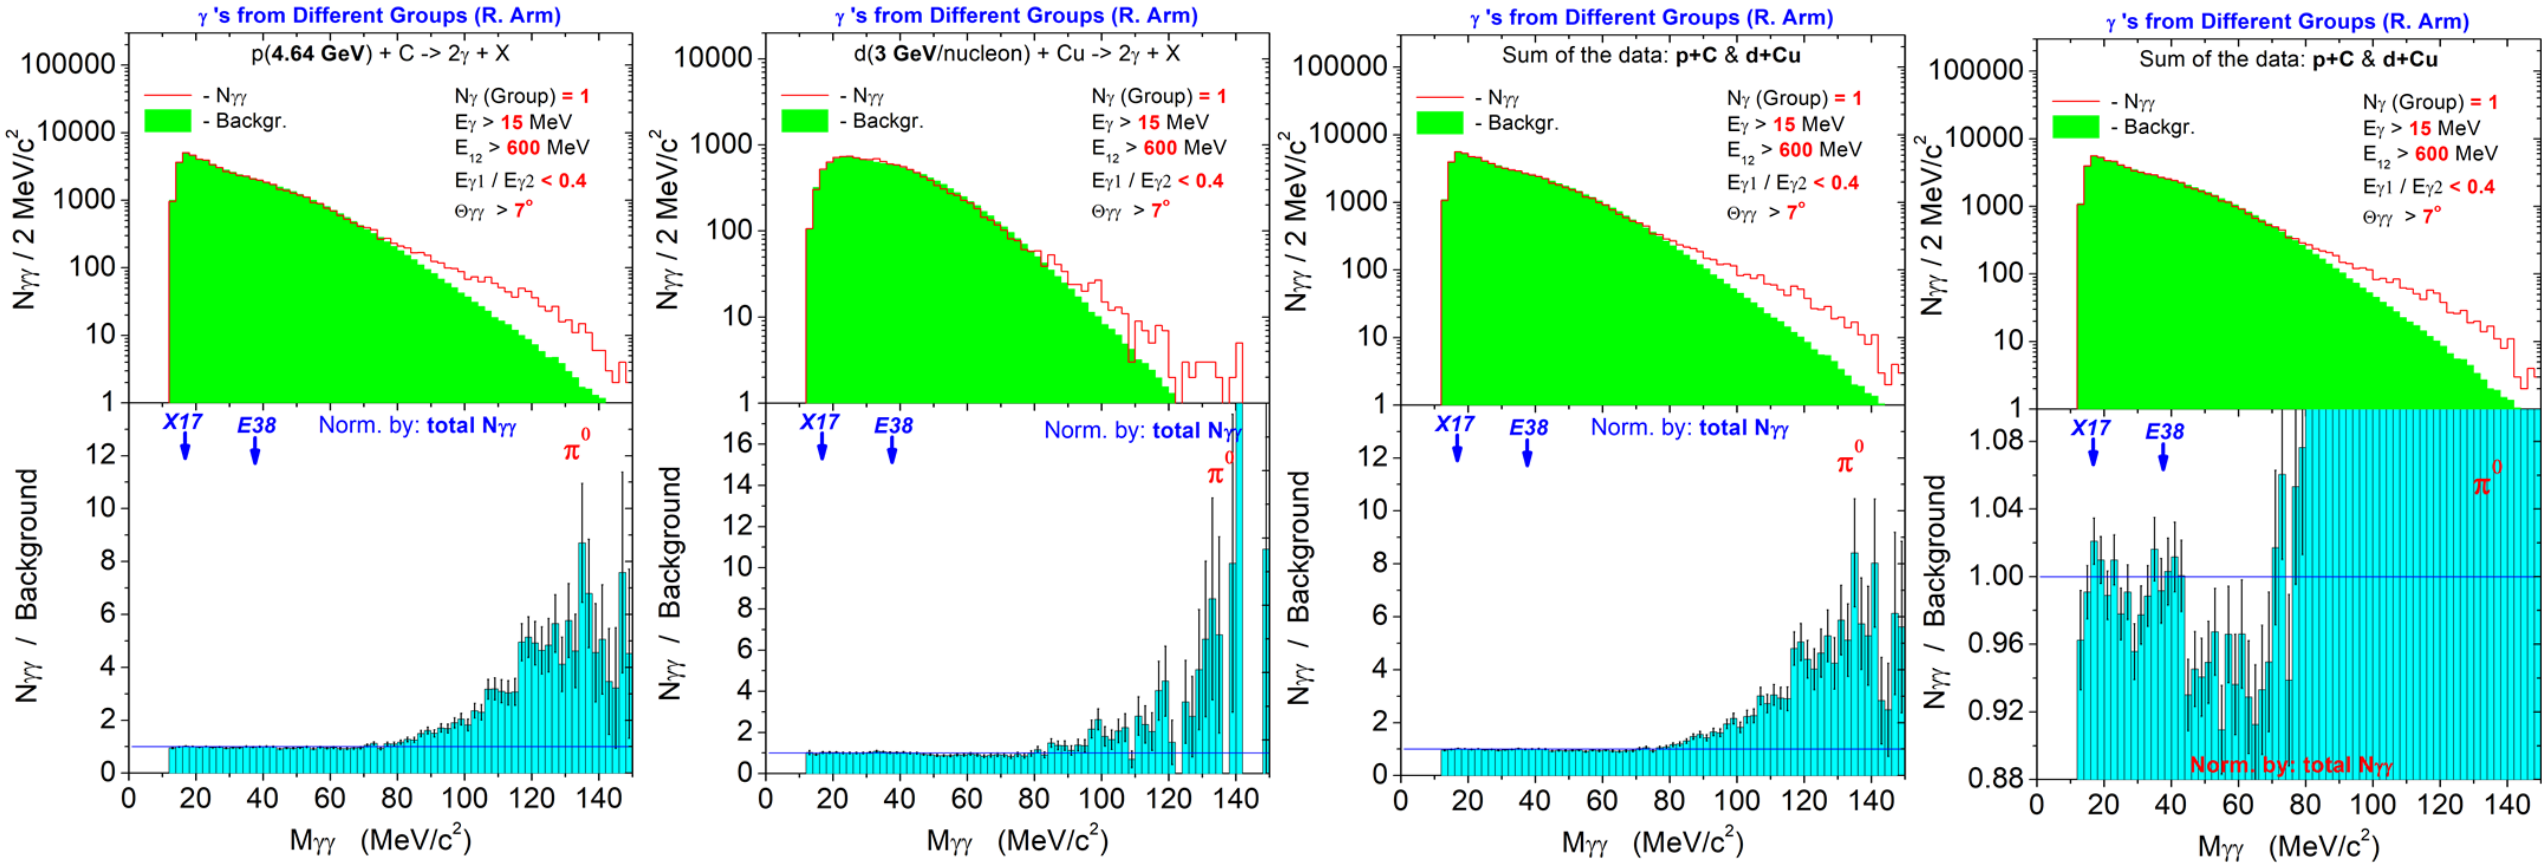 γ 's from Different Groups (R. Arm)
p(4.64 GeV) + C -> 2γ + X
- Nγγ
- Backgr.
Nγ (Group) = 1
Eγ > 15 MeV
E12 > 600 MeV
Eγ1 / Eγ2 < 0.4
Θγγ > 7°
Nγγ / 2 MeV/c²
100000
10000
1000
100
10
1
X17
E38
Norm. by: total Nγγ
π⁰
Nγγ / Background
12
10
8
6
4
2
0
0 20 40 60 80 100 120 140
Mγγ (MeV/c²)
γ 's from Different Groups (R. Arm)
d(3 GeV/nucleon) + Cu -> 2γ + X
- Nγγ
- Backgr.
Nγ (Group) = 1
Eγ > 15 MeV
E12 > 600 MeV
Eγ1 / Eγ2 < 0.4
Θγγ > 7°
Nγγ / 2 MeV/c²
10000
1000
100
10
1
X17
E38
Norm. by: total Nγγ
π⁰
Nγγ / Background
16
14
12
10
8
6
4
2
0
0 20 40 60 80 100 120 140
Mγγ (MeV/c²)
γ 's from Different Groups (R. Arm)
Sum of the data: p+C & d+Cu
- Nγγ
- Backgr.
Nγ (Group) = 1
Eγ > 15 MeV
E12 > 600 MeV
Eγ1 / Eγ2 < 0.4
Θγγ > 7°
Nγγ / 2 MeV/c²
100000
10000
1000
100
10
1
X17
E38
Norm. by: total Nγγ
π⁰
Nγγ / Background
12
10
8
6
4
2
0
0 20 40 60 80 100 120 140
Mγγ (MeV/c²)
γ 's from Different Groups (R. Arm)
Sum of the data: p+C & d+Cu
- Nγγ
- Backgr.
Nγ (Group) = 1
Eγ > 15 MeV
E12 > 600 MeV
Eγ1 / Eγ2 < 0.4
Θγγ > 7°
Nγγ / 2 MeV/c²
100000
10000
1000
100
10
1
X17
E38
π⁰
Nγγ / Background
1.08
1.04
1.00
0.96
0.92
0.88
Norm. by: total Nγγ
0 20 40 60 80 100 120 140
Mγγ (MeV/c²)